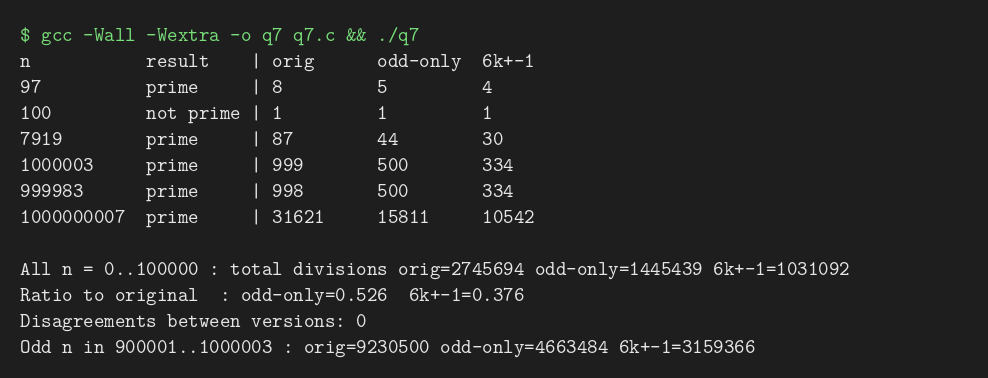 $ gcc -Wall -Wextra -o q7 q7.c && ./q7
n           result    | orig      odd-only  6k+-1
97          prime     | 8         5         4
100         not prime | 1         1         1
7919        prime     | 87        44        30
1000003     prime     | 999       500       334
999983      prime     | 998       500       334
1000000007  prime     | 31621     15811     10542
All n = 0..100000 : total divisions orig=2745694 odd-only=1445439 6k+-1=1031092
Ratio to original  : odd-only=0.526  6k+-1=0.376
Disagreements between versions: 0
Odd n in 900001..1000003 : orig=9230500 odd-only=4663484 6k+-1=3159366